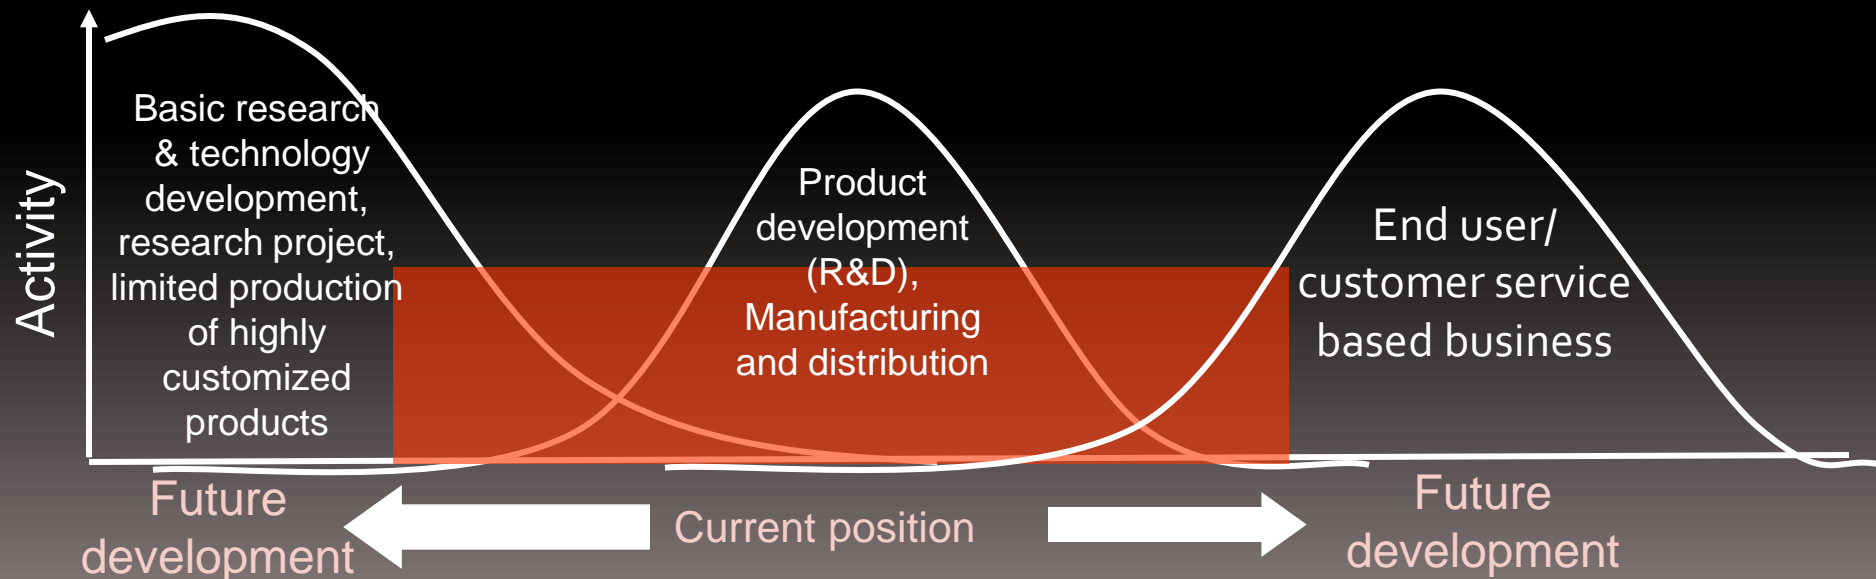 Activity
Basic research
& technology
development,
research project,
limited production
of highly
customized
products
Product
development
(R&D),
Manufacturing
and distribution
End user/
customer service
based business
Future
development
Current position
Future
development